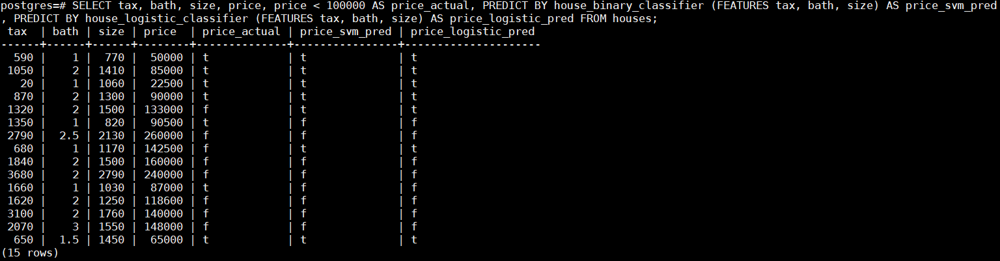 postgres=# SELECT tax, bath, size, price, price < 100000 AS price_actual, PREDICT BY house_binary_classifier (FEATURES tax, bath, size) AS price_svm_pred
, PREDICT BY house_logistic_classifier (FEATURES tax, bath, size) AS price_logistic_pred FROM houses;
 tax  | bath | size | price  | price_actual | price_svm_pred | price_logistic_pred
------+------+------+--------+--------------+----------------+---------------------
  590 |    1 |  770 |  50000 | t            | t              | t
 1050 |    2 | 1410 |  85000 | t            | t              | t
   20 |    1 | 1060 |  22500 | t            | t              | t
  870 |    2 | 1300 |  90000 | t            | t              | t
 1320 |    2 | 1500 | 133000 | f            | t              | t
 1350 |    1 |  820 |  90500 | t            | f              | f
 2790 |  2.5 | 2130 | 260000 | f            | f              | f
  680 |    1 | 1170 | 142500 | f            | t              | t
 1840 |    2 | 1500 | 160000 | f            | f              | f
 3680 |    2 | 2790 | 240000 | f            | f              | f
 1660 |    1 | 1030 |  87000 | t            | f              | f
 1620 |    2 | 1250 | 118600 | f            | f              | f
 3100 |    2 | 1760 | 140000 | f            | f              | f
 2070 |    3 | 1550 | 148000 | f            | f              | f
  650 |  1.5 | 1450 |  65000 | t            | t              | t
(15 rows)